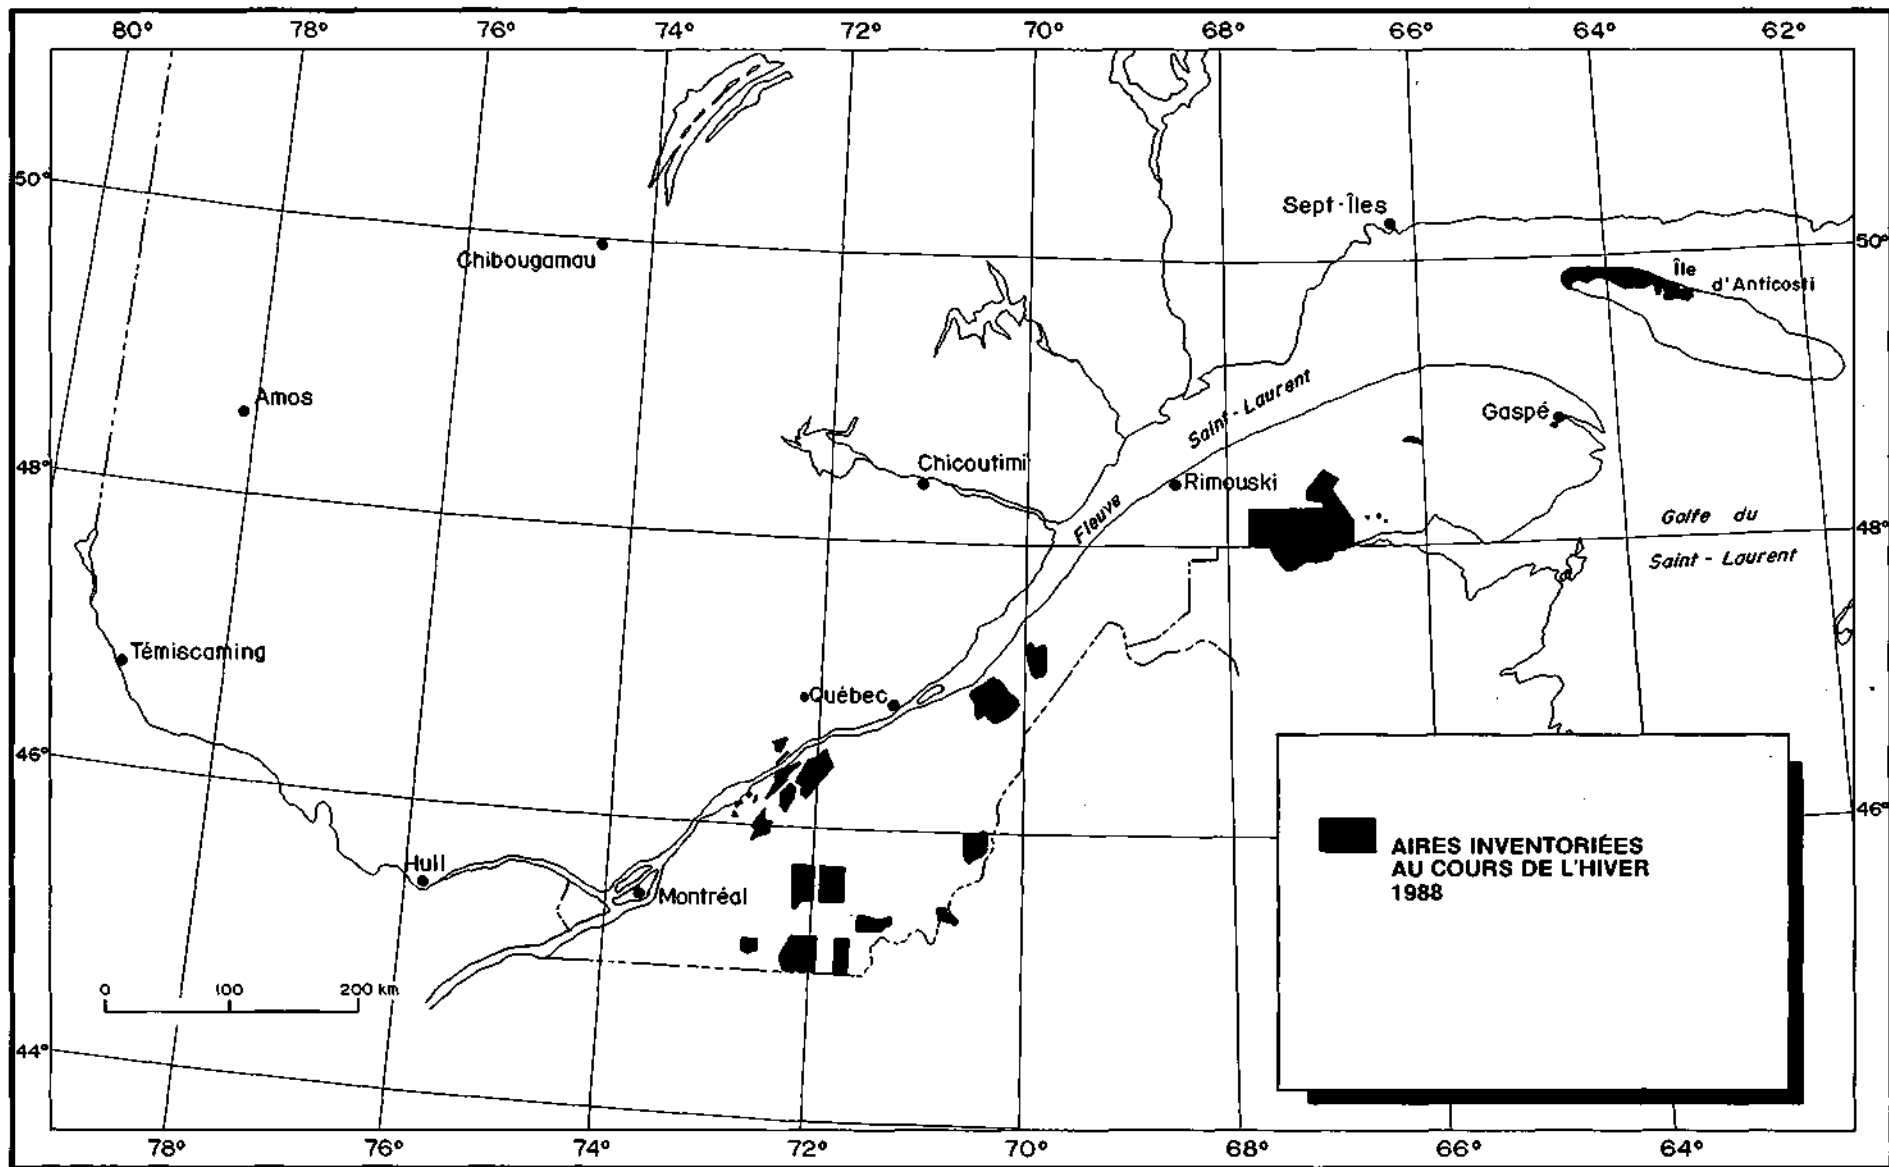 80° 78° 76° 74° 72° 70° 68° 66° 64° 62°
50°
Sept-Îles
50°
Chibougamau
Île
d'Anticosti
Amos
Saint-Laurent
Gaspé
48°
Chicoutimi
Rimouski
Fleuve
Golfe du
48°
Saint-Laurent
Témiscaming
Québec
46°
46°
AIRES INVENTORIÉES
AU COURS DE L'HIVER
1988
Hull
Montréal
0 100 200 km
44°
78° 76° 74° 72° 70° 68° 66° 64°